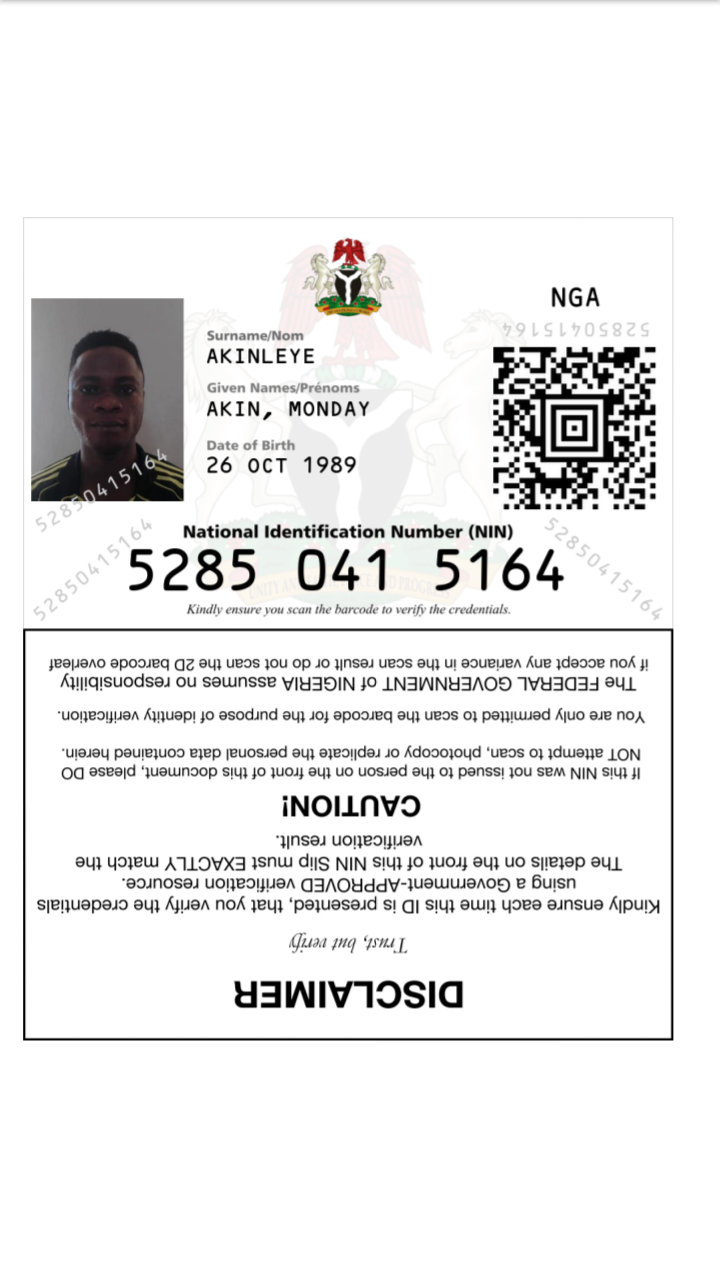 NGA
52850415164
Surname/Nom
AKINLEYE
Given Names/Prénoms
AKIN, MONDAY
Date of Birth
26 OCT 1989
52850415164
52850415164
52850415164
National Identification Number (NIN)
5285 041 5164
Kindly ensure you scan the barcode to verify the credentials.
DISCLAIMER
Trust, but verify
Kindly ensure each time this ID is presented, that you verify the credentials
using a Government-APPROVED verification resource.
The details on the front of this NIN Slip must EXACTLY match the
verification result.
CAUTION!
If this NIN was not issued to the person on the front of this document, please DO
NOT attempt to scan, photocopy or replicate the personal data contained herein.
You are only permitted to scan the barcode for the purpose of identity verification.
The FEDERAL GOVERNMENT of NIGERIA assumes no responsibility
if you accept any variance in the scan result or do not scan the 2D barcode overleaf